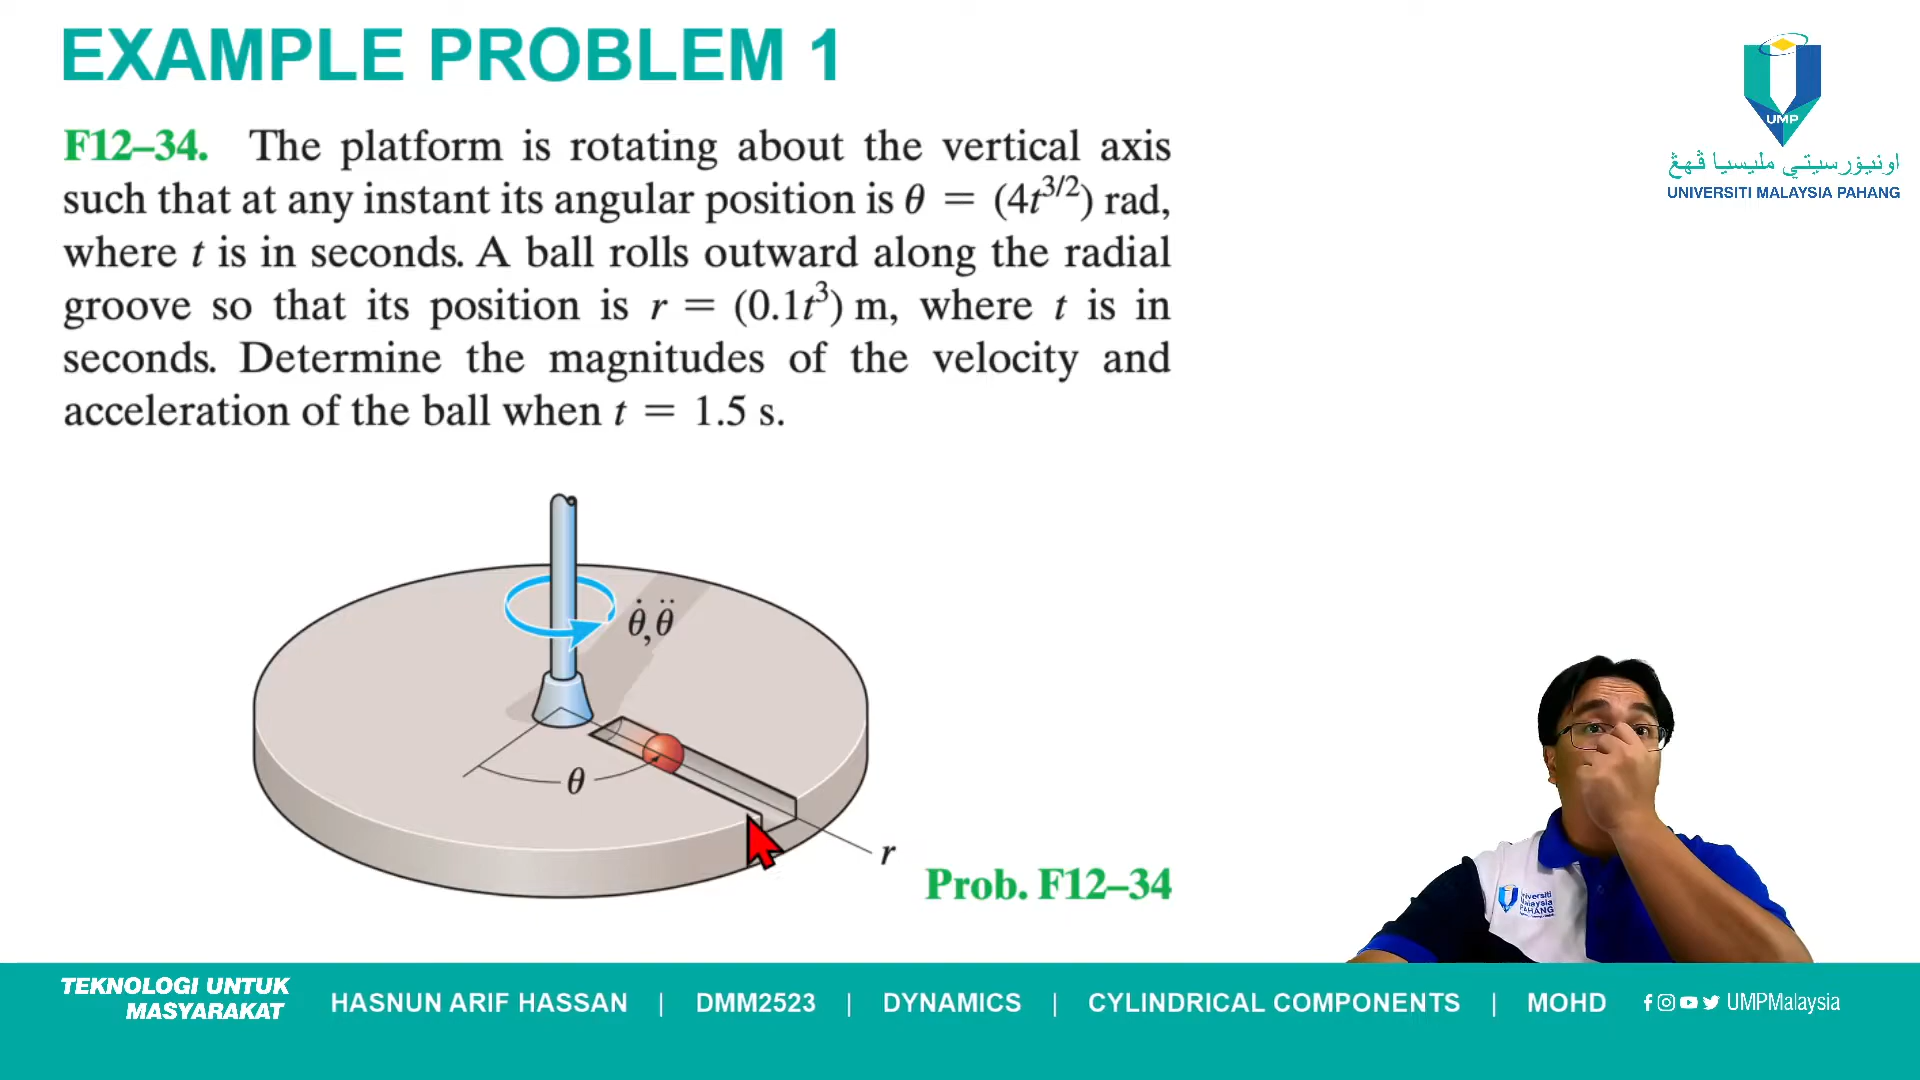 EXAMPLE PROBLEM 1
F12–34. The platform is rotating about the vertical axis
such that at any instant its angular position is θ = (4t^3/2) rad,
where t is in seconds. A ball rolls outward along the radial
groove so that its position is r = (0.1t³) m, where t is in
seconds. Determine the magnitudes of the velocity and
acceleration of the ball when t = 1.5 s.
θ̇, θ̈
θ
r
Prob. F12–34
UMP
اونيۏرسيتي مليسيا ڤهڠ
UNIVERSITI MALAYSIA PAHANG
Universiti
Malaysia
PAHANG
TEKNOLOGI UNTUK
MASYARAKAT
HASNUN ARIF HASSAN | DMM2523 | DYNAMICS | CYLINDRICAL COMPONENTS | MOHD
UMPMalaysia